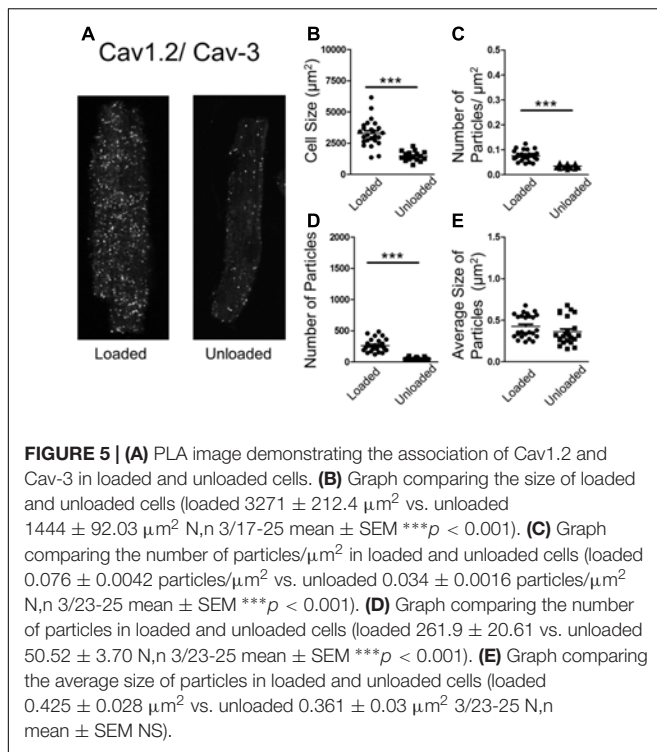 A
Cav1.2/ Cav-3
Loaded
Unloaded
B
Cell Size (μm²)
10000
7500
5000
2500
0
***
Loaded
Unloaded
C
Number of
Particles/ μm²
0.5
0.4
0.3
0.2
0.1
0.0
***
Loaded
Unloaded
D
Number of Particles
2000
1500
1000
500
0
***
Loaded
Unloaded
E
Average Size of
Particles (μm²)
1.5
1.0
0.5
0.0
Loaded
Unloaded
FIGURE 5 | (A) PLA image demonstrating the association of Cav1.2 and
Cav-3 in loaded and unloaded cells. (B) Graph comparing the size of loaded
and unloaded cells (loaded 3271 ± 212.4 μm² vs. unloaded
1444 ± 92.03 μm² N,n 3/17-25 mean ± SEM ***p < 0.001). (C) Graph
comparing the number of particles/μm² in loaded and unloaded cells (loaded
0.076 ± 0.0042 particles/μm² vs. unloaded 0.034 ± 0.0016 particles/μm²
N,n 3/23-25 mean ± SEM ***p < 0.001). (D) Graph comparing the number
of particles in loaded and unloaded cells (loaded 261.9 ± 20.61 vs. unloaded
50.52 ± 3.70 N,n 3/23-25 mean ± SEM ***p < 0.001). (E) Graph comparing
the average size of particles in loaded and unloaded cells (loaded
0.425 ± 0.028 μm² vs. unloaded 0.361 ± 0.03 μm² 3/23-25 N,n
mean ± SEM NS).